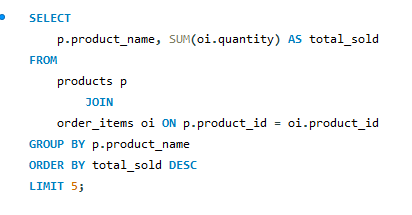 SELECT
p.product_name, SUM(oi.quantity) AS total_sold
FROM
products p
JOIN
order_items oi ON p.product_id = oi.product_id
GROUP BY p.product_name
ORDER BY total_sold DESC
LIMIT 5;